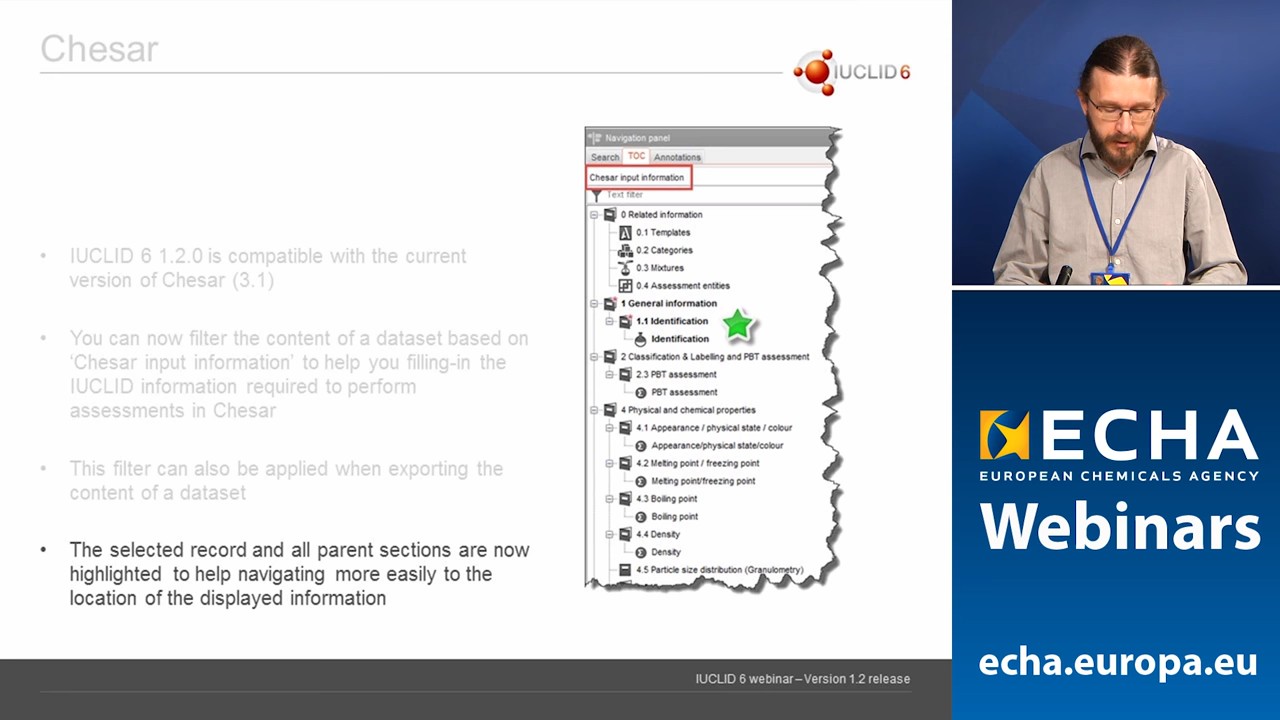 Chesar
IUCLID 6
• IUCLID 6 1.2.0 is compatible with the current
version of Chesar (3.1)
• You can now filter the content of a dataset based on
‘Chesar input information’ to help you filling-in the
IUCLID information required to perform
assessments in Chesar
• This filter can also be applied when exporting the
content of a dataset
• The selected record and all parent sections are now
highlighted to help navigating more easily to the
location of the displayed information
Navigation panel
Search TOC Annotations
Chesar input information
Text filter
0 Related information
0.1 Templates
0.2 Categories
0.3 Mixtures
0.4 Assessment entities
1 General information
1.1 Identification
Identification
2 Classification & Labelling and PBT assessment
2.3 PBT assessment
PBT assessment
4 Physical and chemical properties
4.1 Appearance / physical state / colour
Appearance/physical state/colour
4.2 Melting point / freezing point
Melting point/freezing point
4.3 Boiling point
Boiling point
4.4 Density
Density
4.5 Particle size distribution (Granulometry)
IUCLID 6 webinar – Version 1.2 release
ECHA
EUROPEAN CHEMICALS AGENCY
Webinars
echa.europa.eu